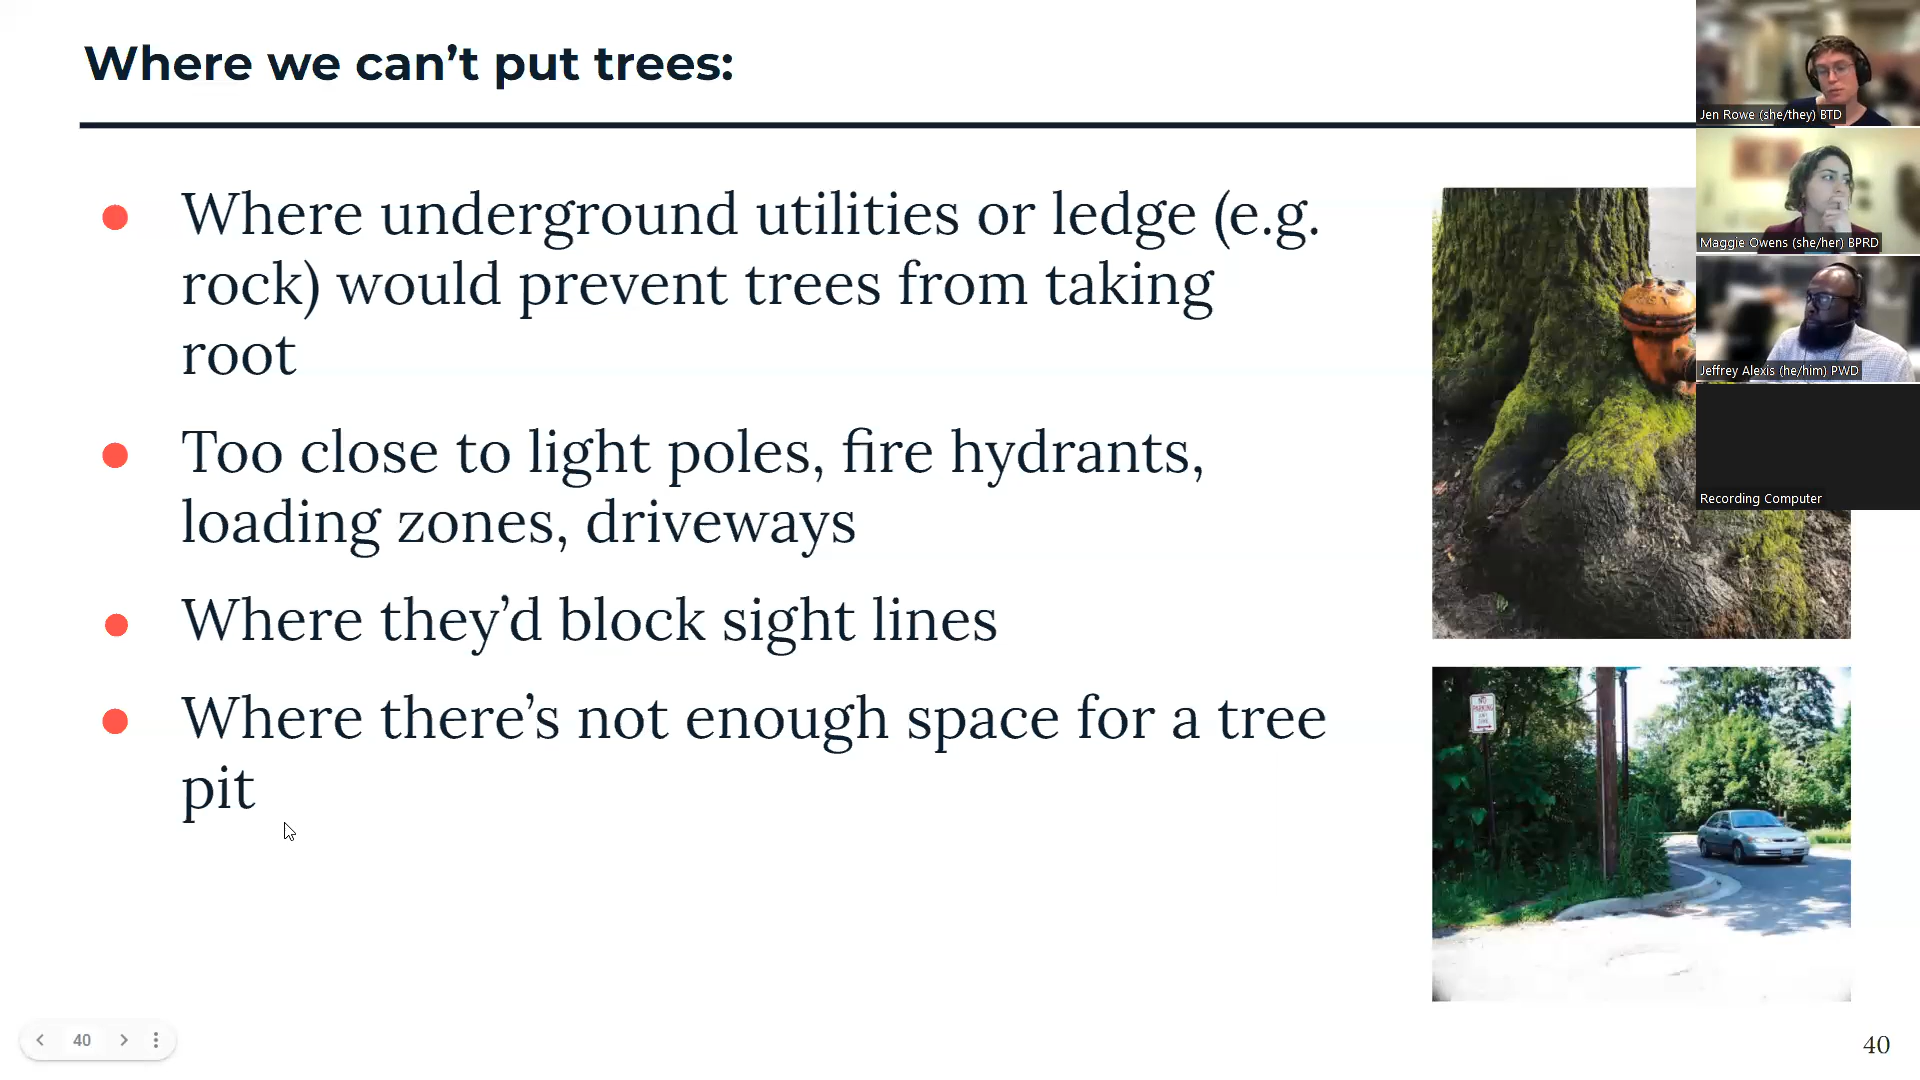 Where we can’t put trees:
Where underground utilities or ledge (e.g.
rock) would prevent trees from taking
root
Too close to light poles, fire hydrants,
loading zones, driveways
Where they’d block sight lines
Where there’s not enough space for a tree
pit
Jen Rowe (she/they) BTD
Maggie Owens (she/her) BPRD
Jeffrey Alexis (he/him) PWD
Recording Computer
NO
PARKING
40
40